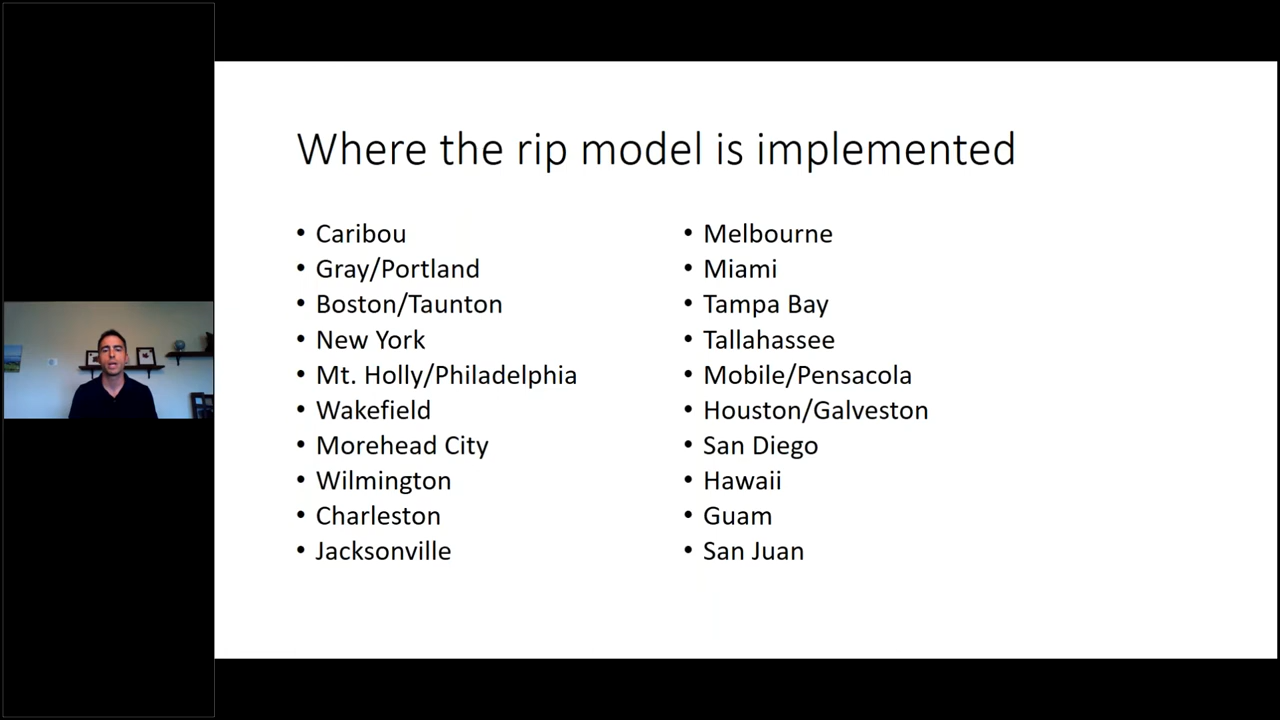 Where the rip model is implemented
• Caribou
• Gray/Portland
• Boston/Taunton
• New York
• Mt. Holly/Philadelphia
• Wakefield
• Morehead City
• Wilmington
• Charleston
• Jacksonville
• Melbourne
• Miami
• Tampa Bay
• Tallahassee
• Mobile/Pensacola
• Houston/Galveston
• San Diego
• Hawaii
• Guam
• San Juan